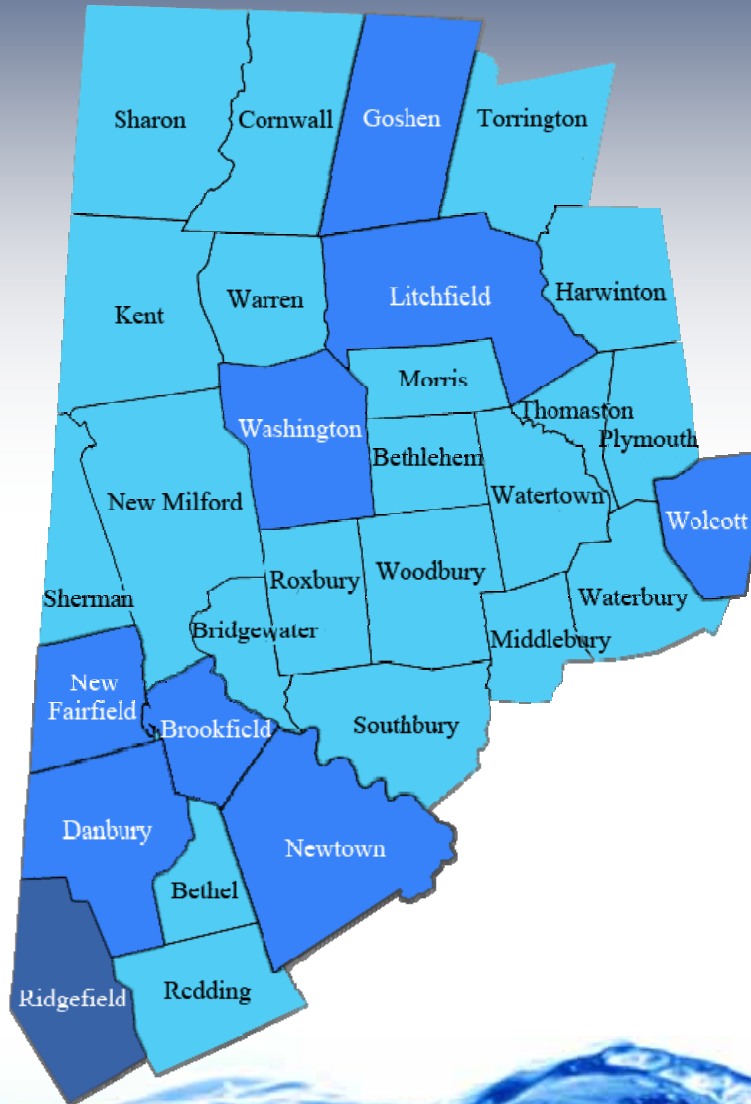 Sharon
Cornwall
Goshen
Torrington
Kent
Warren
Litchfield
Harwinton
Morris
Thomaston
Plymouth
Washington
Bethlehem
New Milford
Watertown
Wolcott
Sherman
Roxbury
Woodbury
Waterbury
Bridgewater
Middlebury
New
Fairfield
Brookfield
Southbury
Danbury
Newtown
Bethel
Ridgefield
Redding